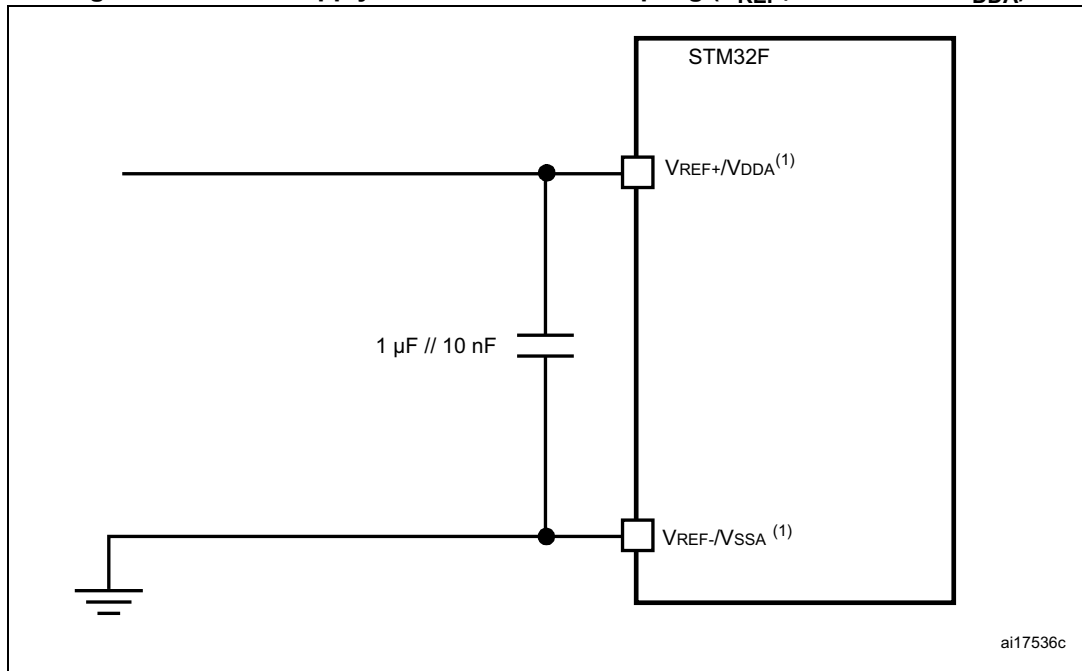 STM32F
VREF+/VDDA(1)
1 µF // 10 nF
VREF-/VSSA (1)
ai17536c